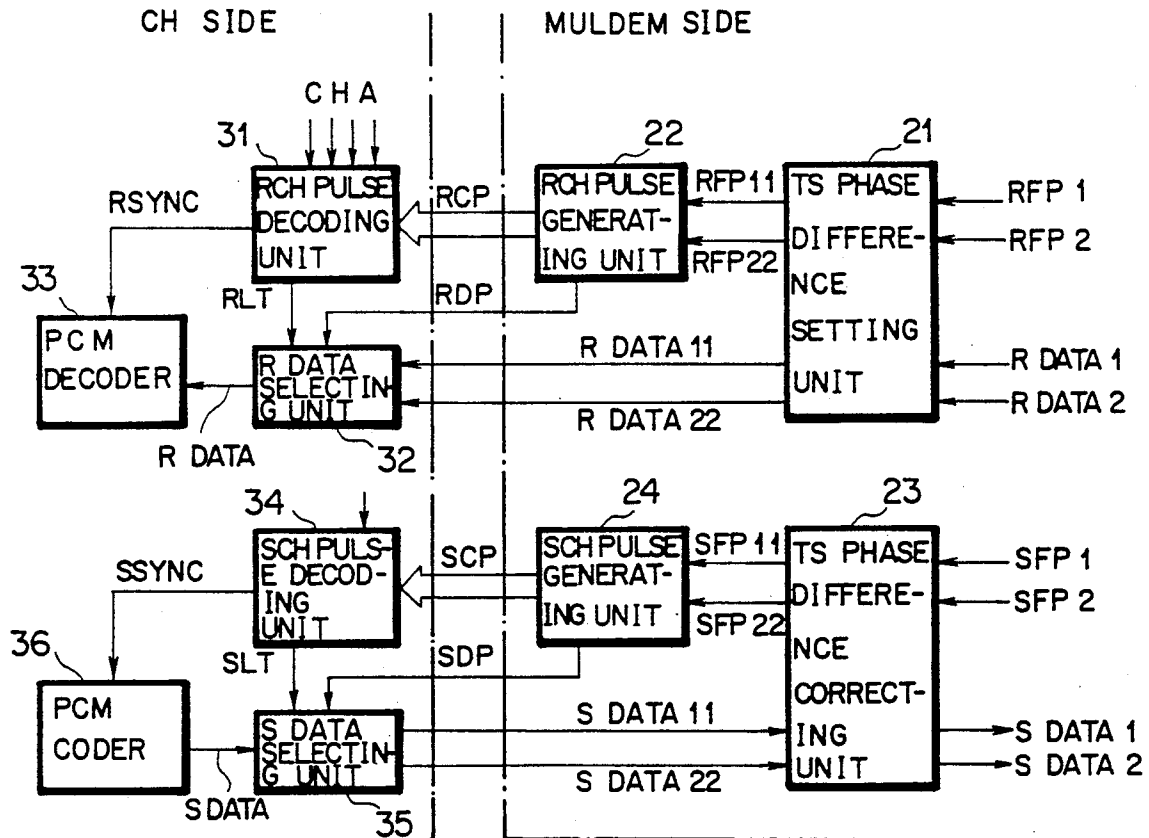 CH SIDE
MULDEM SIDE
C H A
31
22
21
RCH PULSE
DECODING
UNIT
RCP
RCH PULSE
GENERAT-
ING UNIT
RFP11
RFP22
TS PHASE
DIFFERE-
NCE
SETTING
UNIT
RFP 1
RFP 2
RSYNC
33
RLT
RDP
PCM
DECODER
R DATA
SELECTIN-
G UNIT
R DATA 11
R DATA 22
R DATA 1
R DATA 2
R DATA
32
34
24
23
SCH PULS-
E DECOD-
ING
UNIT
SCP
SCH PULSE
GENERAT-
ING UNIT
SFP 11
SFP 22
TS PHASE
DIFFERE-
NCE
CORRECT-
ING
UNIT
SFP 1
SFP 2
SSYNC
36
SLT
SDP
PCM
CODER
S DATA
SELECTIN-
G UNIT
S DATA 11
S DATA 22
S DATA 1
S DATA 2
S DATA
35